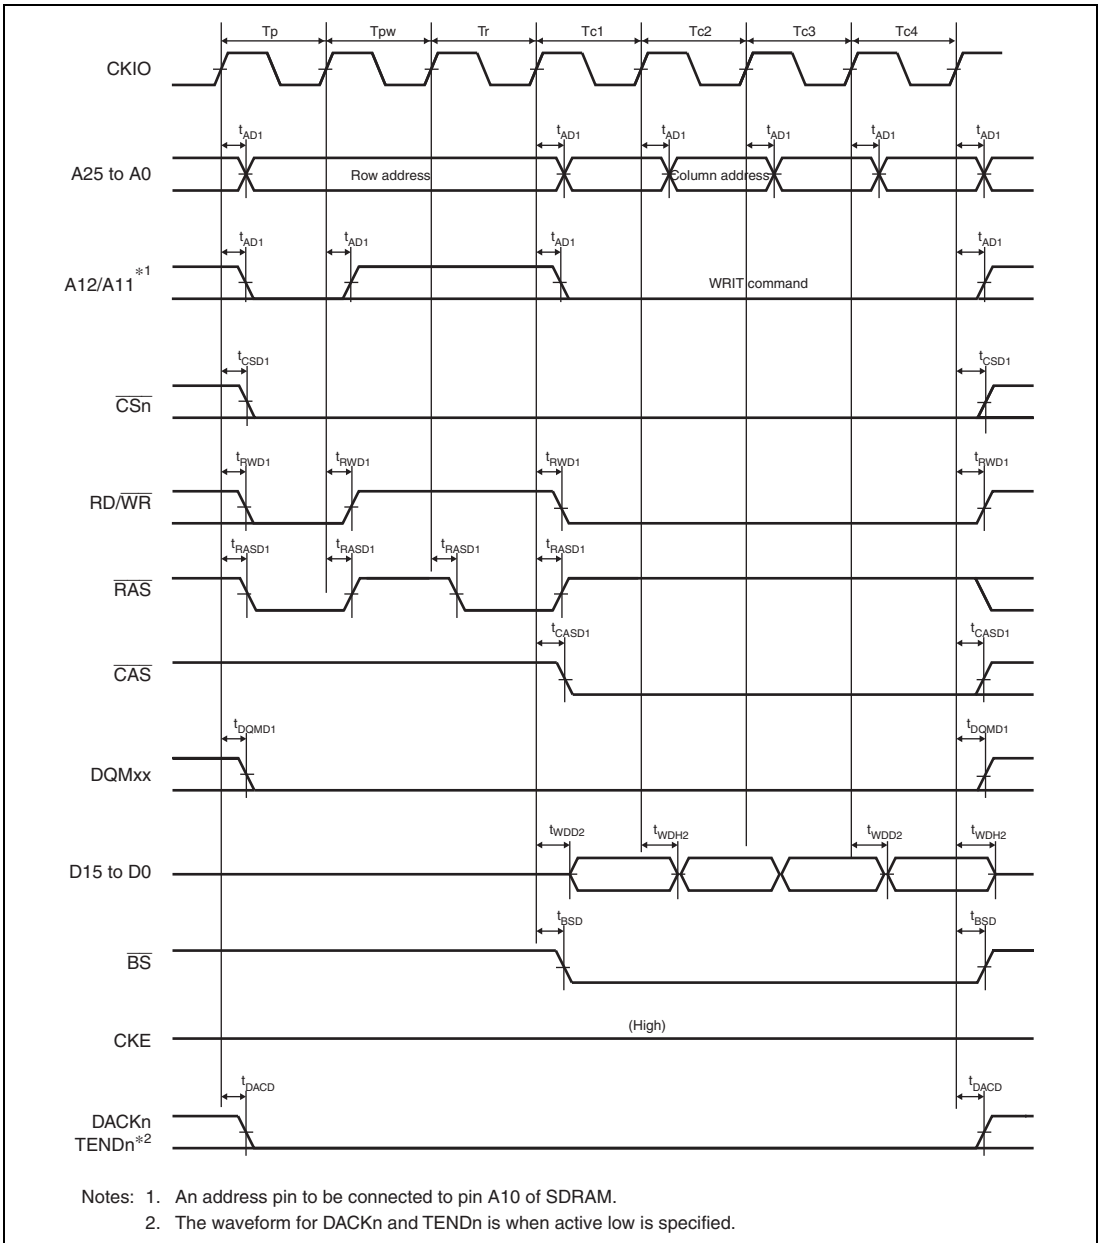 Tp Tpw Tr Tc1 Tc2 Tc3 Tc4
CKIO
tAD1 tAD1 tAD1 tAD1 tAD1 tAD1
A25 to A0 Row address Column address
tAD1 tAD1 tAD1 tAD1
A12/A11*1 WRIT command
tCSD1 tCSD1
CSn
tRWD1 tRWD1 tRWD1 tRWD1
RD/WR
tRASD1 tRASD1 tRASD1 tRASD1
RAS
tCASD1 tCASD1
CAS
tDQMD1 tDQMD1
DQMxx
tWDD2 tWDH2 tWDD2 tWDH2
D15 to D0
tBSD tBSD
BS
(High)
CKE
tDACD tDACD
DACKn
TENDn*2
Notes: 1. An address pin to be connected to pin A10 of SDRAM.
2. The waveform for DACKn and TENDn is when active low is specified.